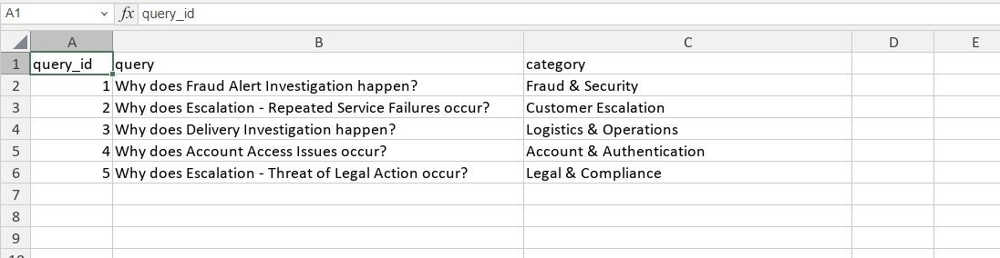 A1 fx query_id
A B C D E
1 query_id query category
2 1 Why does Fraud Alert Investigation happen? Fraud & Security
3 2 Why does Escalation - Repeated Service Failures occur? Customer Escalation
4 3 Why does Delivery Investigation happen? Logistics & Operations
5 4 Why does Account Access Issues occur? Account & Authentication
6 5 Why does Escalation - Threat of Legal Action occur? Legal & Compliance
7
8
9